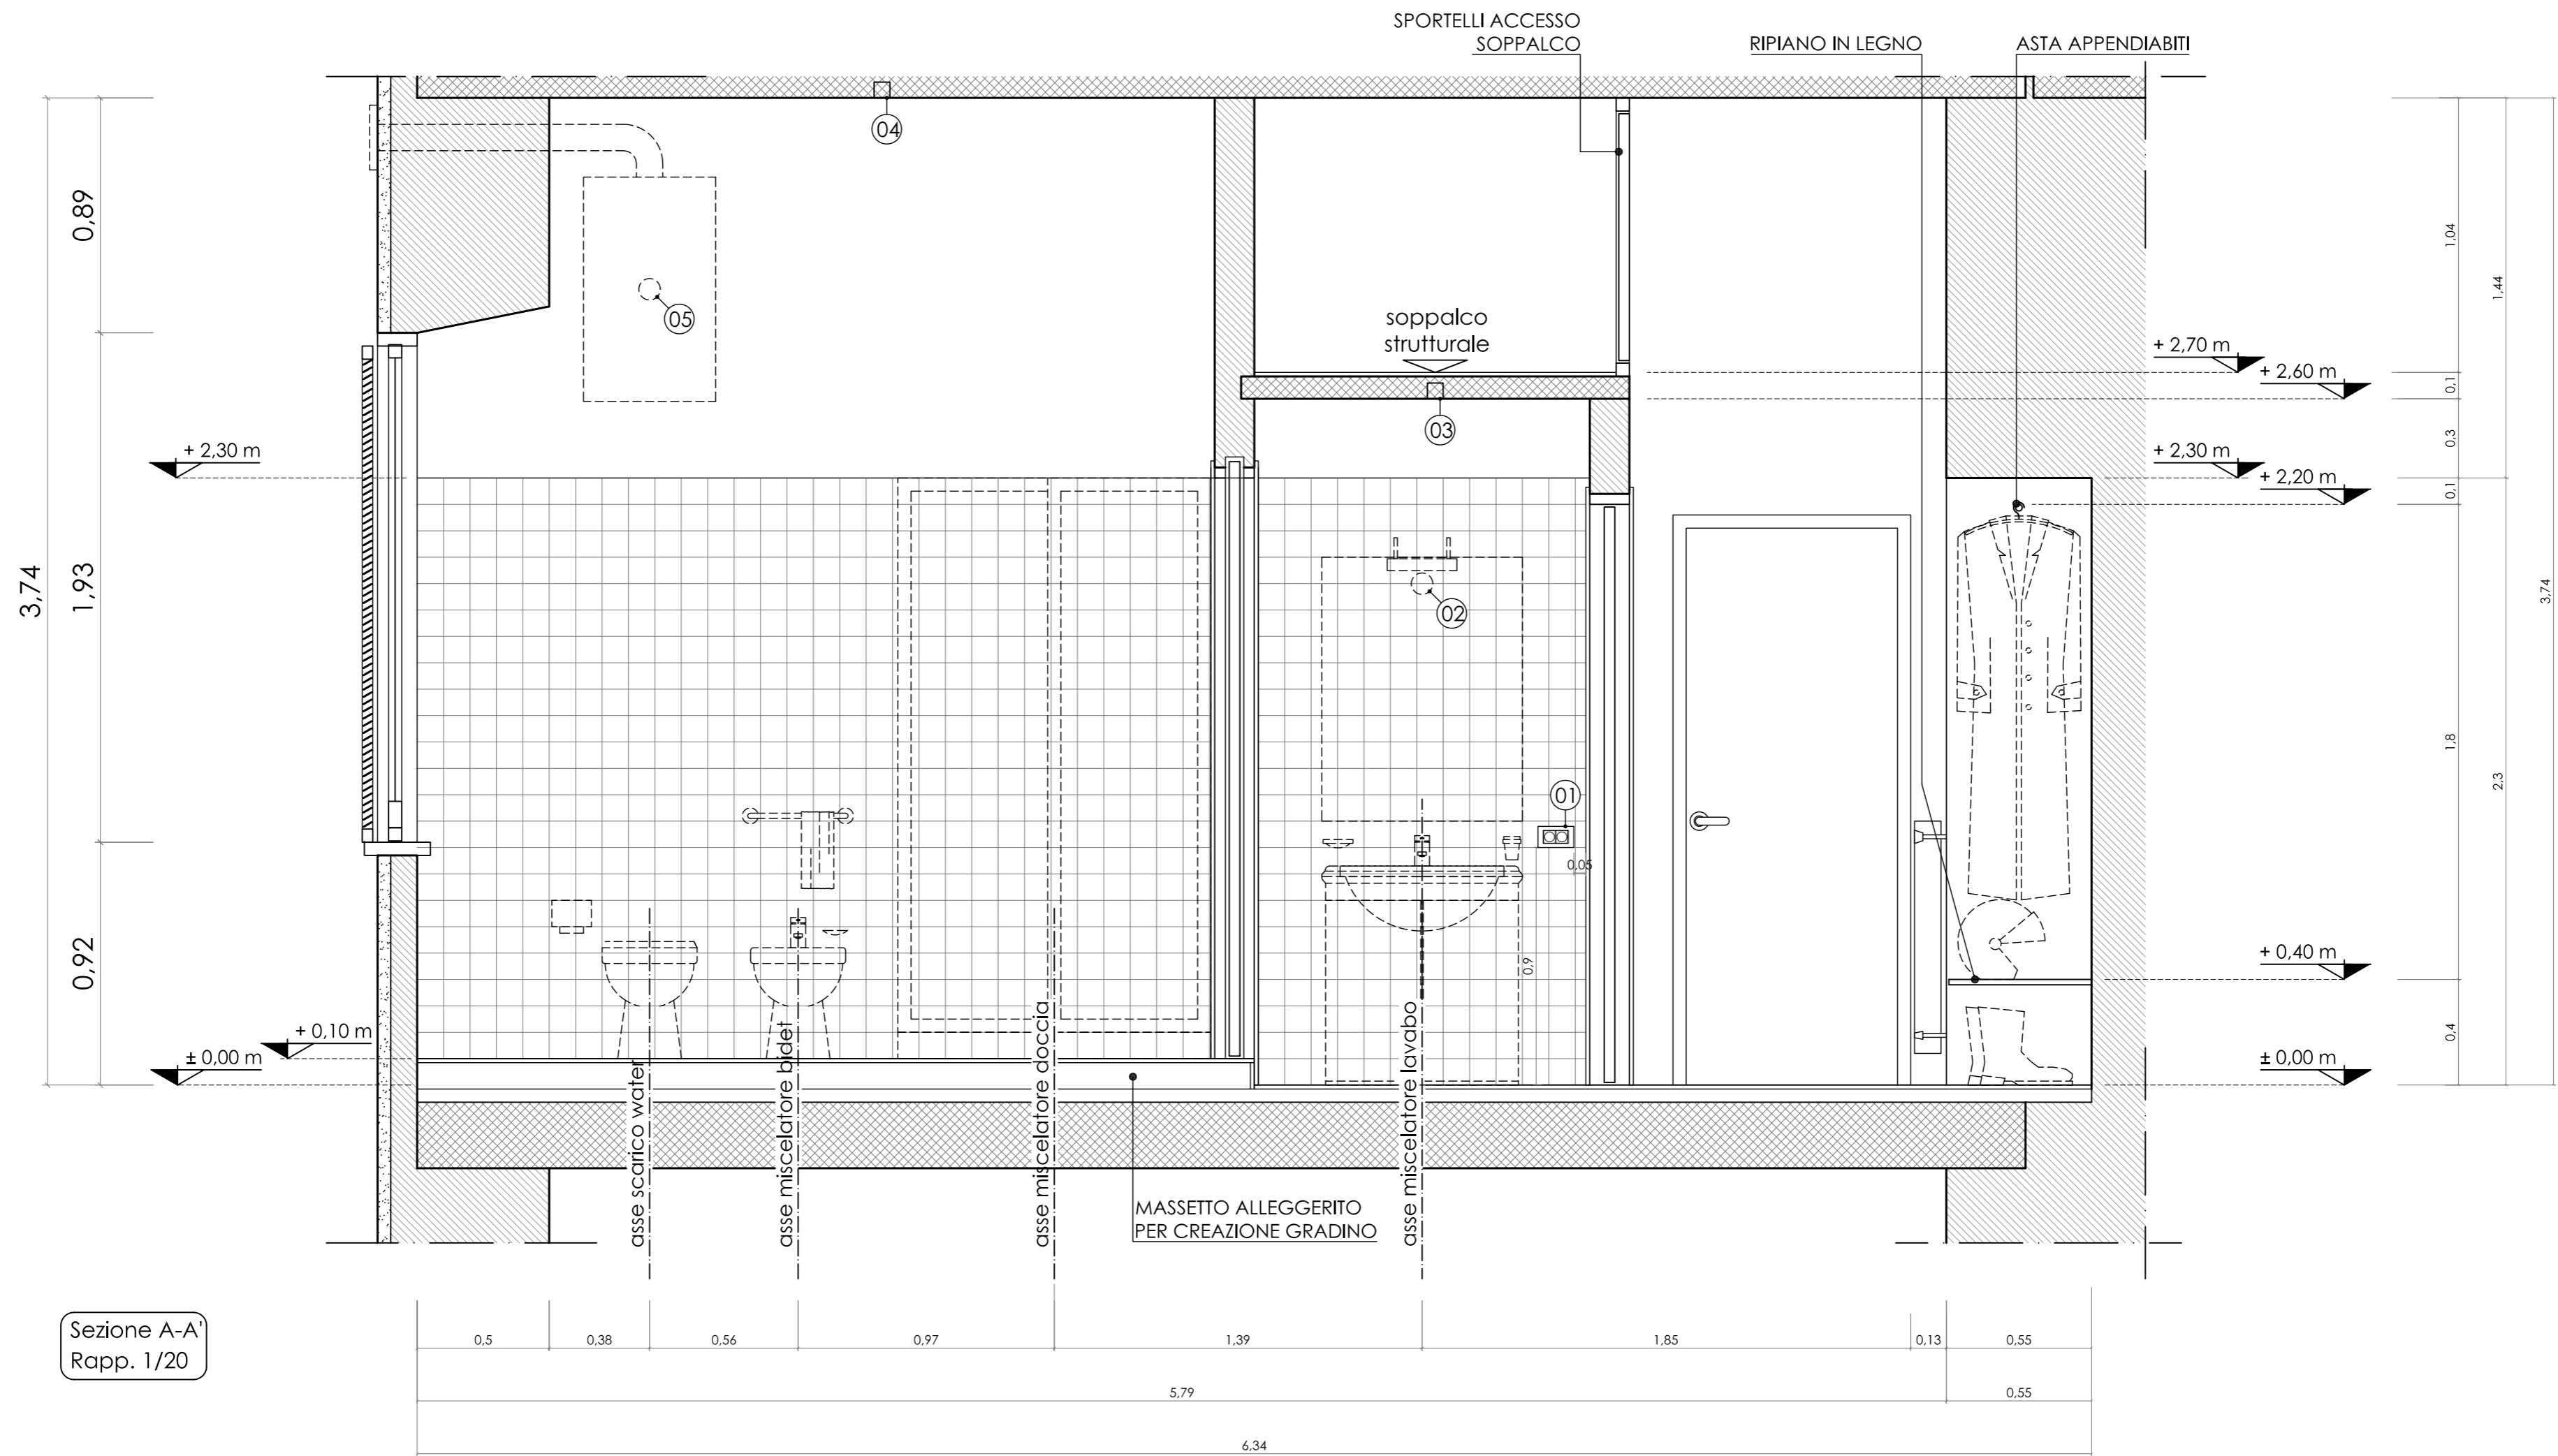 SPORTELLI ACCESSO
SOPPALCO
RIPIANO IN LEGNO
ASTA APPENDIABITI
04
05
soppalco
strutturale
03
02
01
0,05
0,9
0,89
1,93
0,92
3,74
+ 2,30 m
+ 0,10 m
± 0,00 m
+ 2,70 m
+ 2,60 m
+ 2,30 m
+ 2,20 m
+ 0,40 m
± 0,00 m
1,04
0,1
0,3
0,1
1,8
0,4
1,44
2,3
3,74
asse scarico water
asse miscelatore bidet
asse miscelatore doccia
asse miscelatore lavabo
MASSETTO ALLEGGERITO
PER CREAZIONE GRADINO
Sezione A-A'
Rapp. 1/20
0,5
0,38
0,56
0,97
1,39
1,85
0,13
0,55
5,79
0,55
6,34